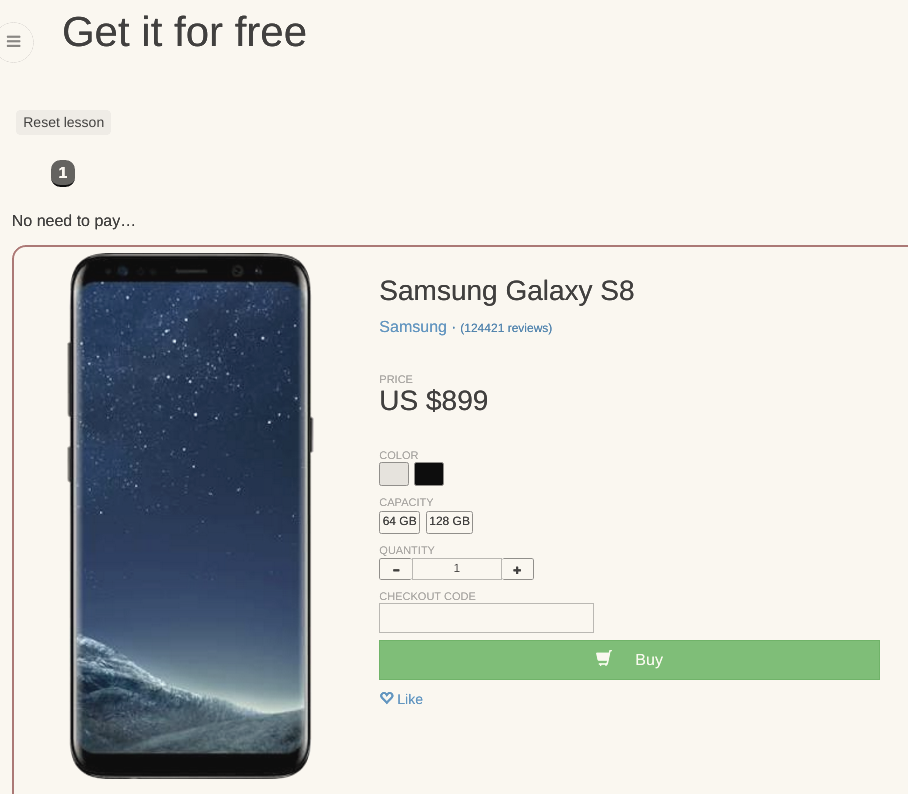 Get it for free
Reset lesson
1
No need to pay...
Samsung Galaxy S8
Samsung · (124421 reviews)
PRICE
US $899
COLOR
CAPACITY
64 GB 128 GB
QUANTITY
- 1 +
CHECKOUT CODE
Buy
Like